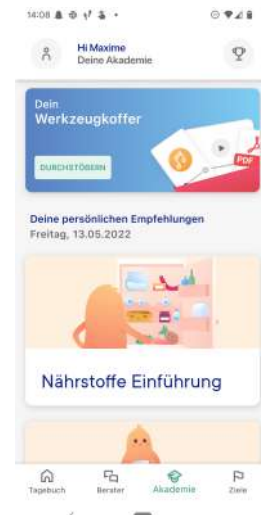 14:08
Hi Maxime
Deine Akademie
Dein
Werkzeugkoffer
DURCHSTÖBERN
PDF
Deine persönlichen Empfehlungen
Freitag, 13.05.2022
Nährstoffe Einführung
Tagebuch Berater Akademie Ziele